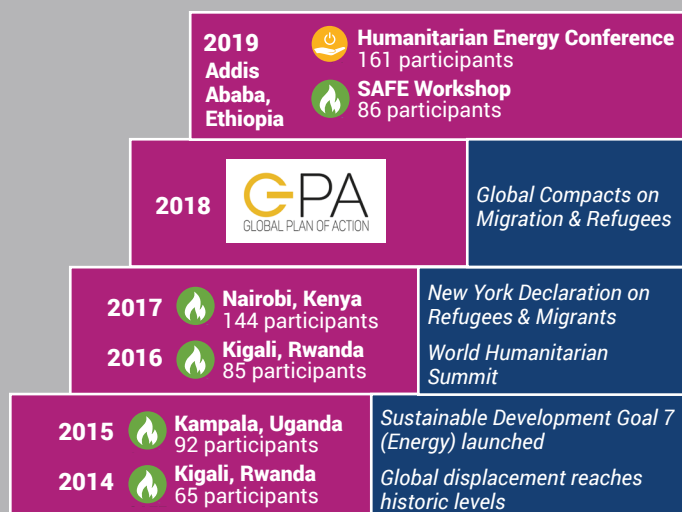 2019
Addis
Ababa,
Ethiopia
Humanitarian Energy Conference
161 participants
SAFE Workshop
86 participants
2018
GPA
GLOBAL PLAN OF ACTION
Global Compacts on
Migration & Refugees
2017
Nairobi, Kenya
144 participants
New York Declaration on
Refugees & Migrants
2016
Kigali, Rwanda
85 participants
World Humanitarian
Summit
2015
Kampala, Uganda
92 participants
Sustainable Development Goal 7
(Energy) launched
2014
Kigali, Rwanda
65 participants
Global displacement reaches
historic levels